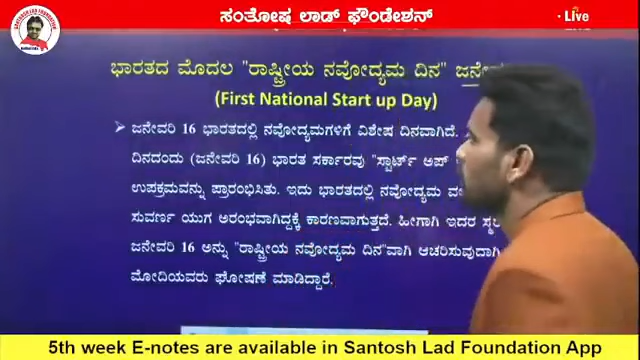 ಸಂತೋಷ ಲಾಡ್ ಫೌಂಡೇಶನ್
Live
SANTOSH LAD FOUNDATION
ಭಾರತದ ಮೊದಲ "ರಾಷ್ಟ್ರೀಯ ನವೋದ್ಯಮ ದಿನ"
(First National Start up Day)
➤ ಜನೇವರಿ 16 ಭಾರತದಲ್ಲಿ ನವೋದ್ಯಮಗಳಿಗೆ ವಿಶೇಷ ದಿನವಾಗಿದೆ.
ದಿನದಂದು (ಜನೇವರಿ 16) ಭಾರತ ಸರ್ಕಾರವು "ಸ್ಟಾರ್ಟ್ ಅಪ್
ಉಪಕ್ರಮವನ್ನು ಪ್ರಾರಂಭಿಸಿತು. ಇದು ಭಾರತದಲ್ಲಿ ನವೋದ್ಯಮ
ಸುವರ್ಣ ಯುಗ ಆರಂಭವಾಗಿದ್ದಕ್ಕೆ ಕಾರಣವಾಗುತ್ತದೆ. ಹೀಗಾಗಿ ಇದರ
ಜನೇವರಿ 16 ಅನ್ನು "ರಾಷ್ಟ್ರೀಯ ನವೋದ್ಯಮ ದಿನ"ವಾಗಿ
ಮೋದಿಯವರು ಘೋಷಣೆ ಮಾಡಿದ್ದಾರೆ.
5th week E-notes are available in Santosh Lad Foundation App